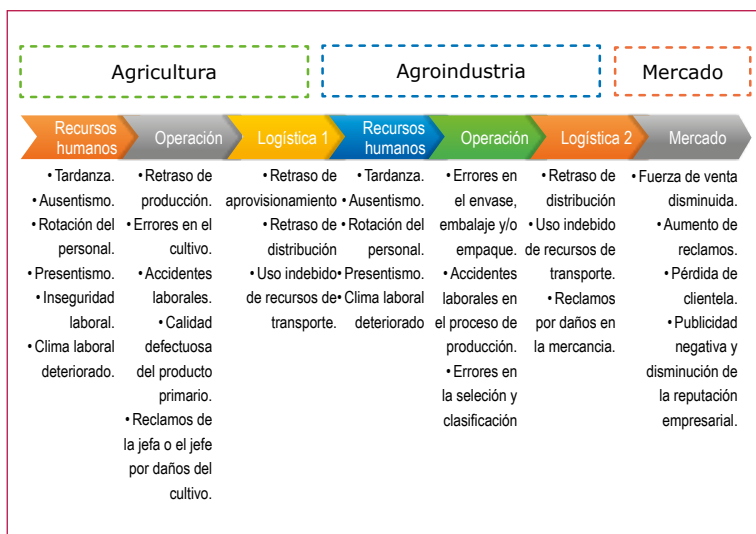 Agricultura
Agroindustria
Mercado
Recursos
humanos
Operación
Logística 1
Recursos
humanos
Operación
Logística 2
Mercado
• Tardanza.
• Ausentismo.
• Rotación del
personal.
• Presentismo.
• Inseguridad
laboral.
• Clima laboral
deteriorado.
• Retraso de
producción.
• Errores en el
cultivo.
• Accidentes
laborales.
• Calidad
defectuosa
del producto
primario.
• Reclamos de
la jefa o el jefe
por daños del
cultivo.
• Retraso de
aprovisionamiento
• Retraso de
distribución
• Uso indebido
de recursos de
transporte.
• Tardanza.
• Ausentismo.
• Rotación del
personal.
• Presentismo.
• Clima laboral
deteriorado
• Errores en
el envase,
embalaje y/o
empaque.
• Accidentes
laborales en
el proceso de
producción.
• Errores en
la seleción y
clasificación
• Retraso de
distribución
• Uso indebido
de recursos de
transporte.
• Reclamos
por daños en
la mercancia.
• Fuerza de venta
disminuida.
• Aumento de
reclamos.
• Pérdida de
clientela.
• Publicidad
negativa y
disminución de
la reputación
empresarial.